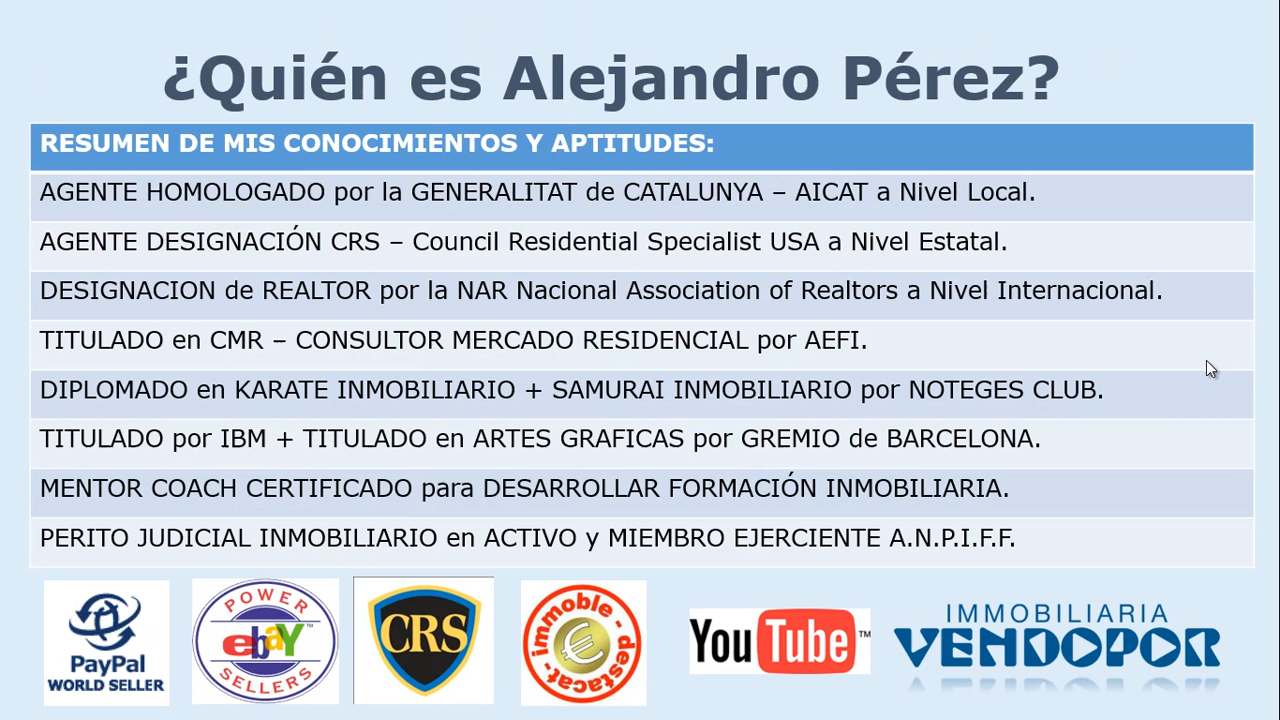 ¿Quién es Alejandro Pérez?
RESUMEN DE MIS CONOCIMIENTOS Y APTITUDES:
AGENTE HOMOLOGADO por la GENERALITAT de CATALUNYA – AICAT a Nivel Local.
AGENTE DESIGNACIÓN CRS – Council Residential Specialist USA a Nivel Estatal.
DESIGNACION de REALTOR por la NAR Nacional Association of Realtors a Nivel Internacional.
TITULADO en CMR – CONSULTOR MERCADO RESIDENCIAL por AEFI.
DIPLOMADO en KARATE INMOBILIARIO + SAMURAI INMOBILIARIO por NOTEGES CLUB.
TITULADO por IBM + TITULADO en ARTES GRAFICAS por GREMIO de BARCELONA.
MENTOR COACH CERTIFICADO para DESARROLLAR FORMACIÓN INMOBILIARIA.
PERITO JUDICIAL INMOBILIARIO en ACTIVO y MIEMBRO EJERCIENTE A.N.P.I.F.F.
PayPal
WORLD SELLER
POWER
ebaY™
SELLERS
CRS
immoble - destacat -
€
YouTube™
IMMOBILIARIA
VENDOPOR